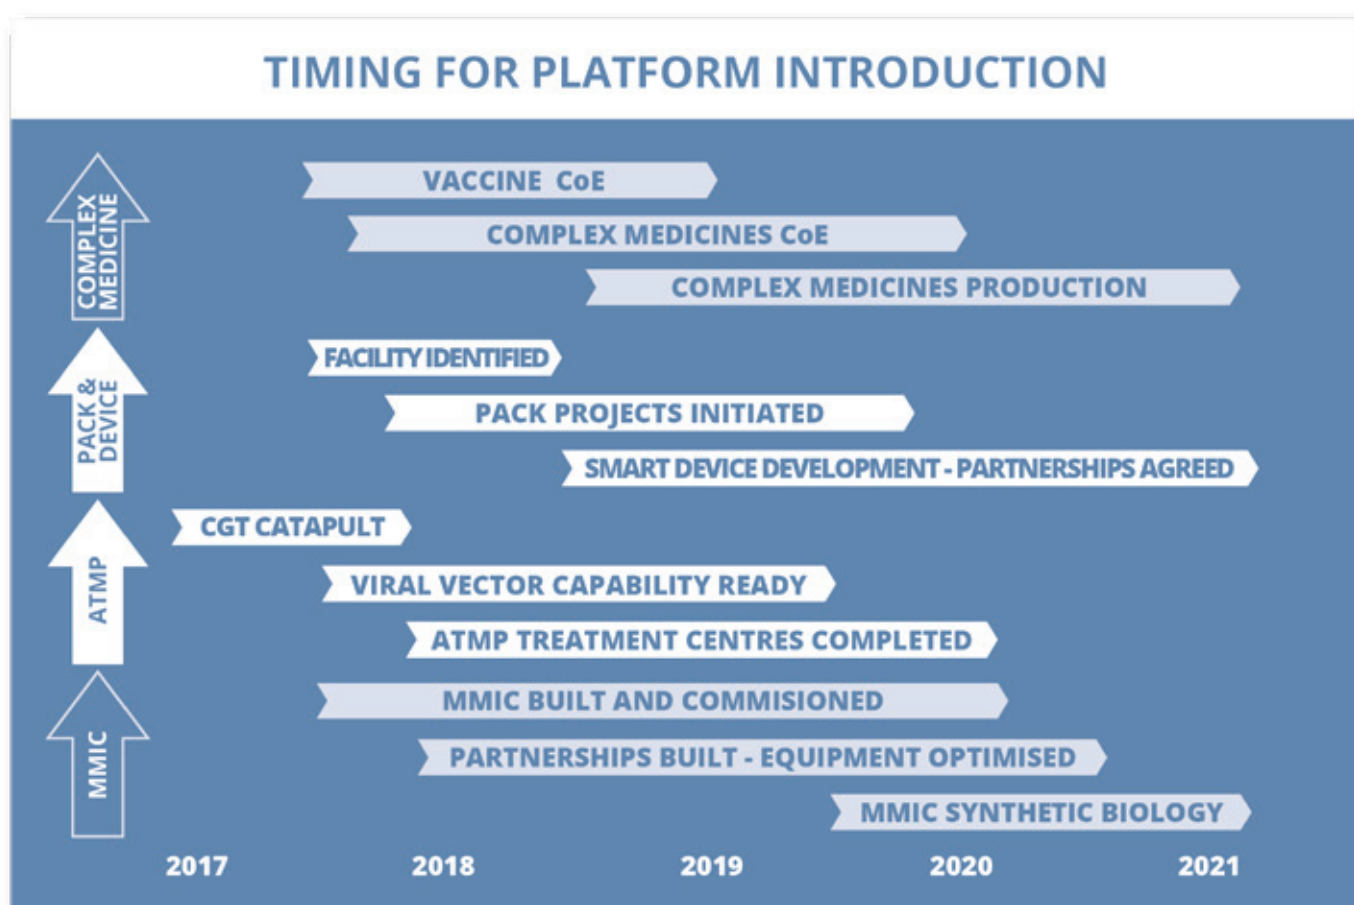 TIMING FOR PLATFORM INTRODUCTION
COMPLEX
MEDICINE
VACCINE CoE
COMPLEX MEDICINES CoE
COMPLEX MEDICINES PRODUCTION
PACK &
DEVICE
FACILITY IDENTIFIED
PACK PROJECTS INITIATED
SMART DEVICE DEVELOPMENT - PARTNERSHIPS AGREED
ATMP
CGT CATAPULT
VIRAL VECTOR CAPABILITY READY
ATMP TREATMENT CENTRES COMPLETED
MMIC
MMIC BUILT AND COMMISIONED
PARTNERSHIPS BUILT - EQUIPMENT OPTIMISED
MMIC SYNTHETIC BIOLOGY
2017 2018 2019 2020 2021